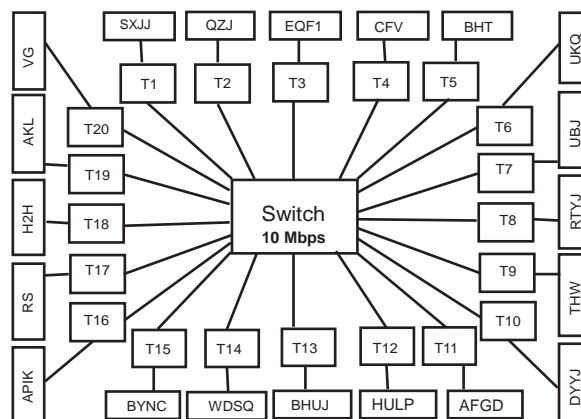 SXJJ
QZJ
EQF1
CFV
BHT
VG
UKQ
T1
T2
T3
T4
T5
T20
T6
AKL
UBJ
T19
T7
H2H
T18
Switch
10 Mbps
T8
RTYJ
RS
T17
T9
THW
T16
T10
APIK
T15
T14
T13
T12
T11
DYYJ
BYNC
WDSQ
BHUJ
HULP
AFGD